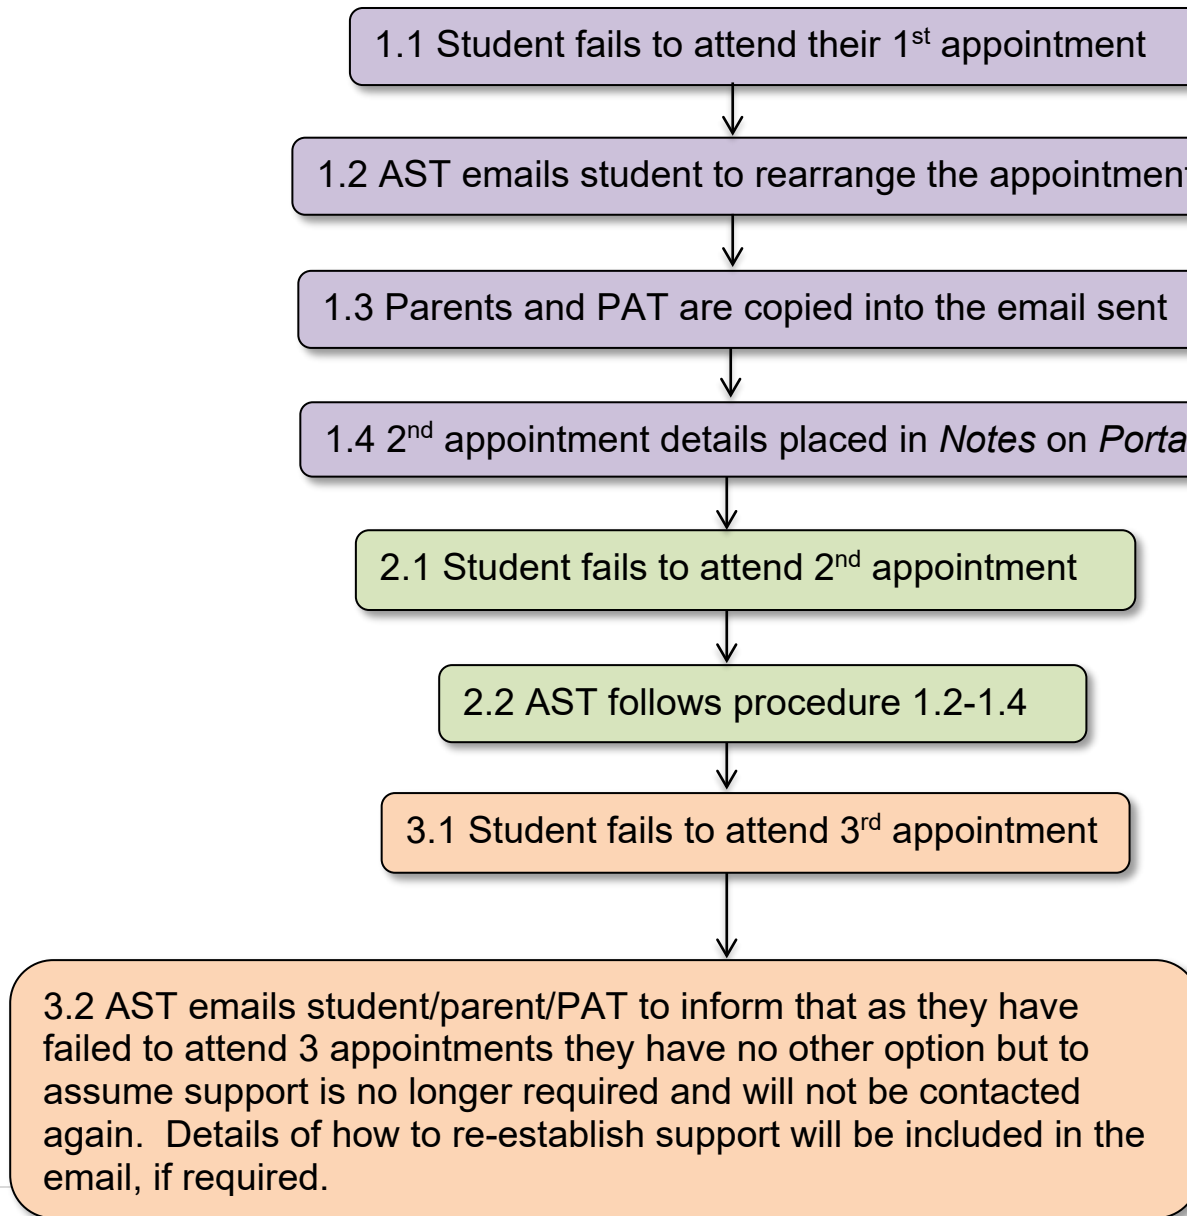 1.1 Student fails to attend their 1st appointment
1.2 AST emails student to rearrange the appointment
1.3 Parents and PAT are copied into the email sent
1.4 2nd appointment details placed in Notes on Porta
2.1 Student fails to attend 2nd appointment
2.2 AST follows procedure 1.2-1.4
3.1 Student fails to attend 3rd appointment
3.2 AST emails student/parent/PAT to inform that as they have
failed to attend 3 appointments they have no other option but to
assume support is no longer required and will not be contacted
again.  Details of how to re-establish support will be included in the
email, if required.